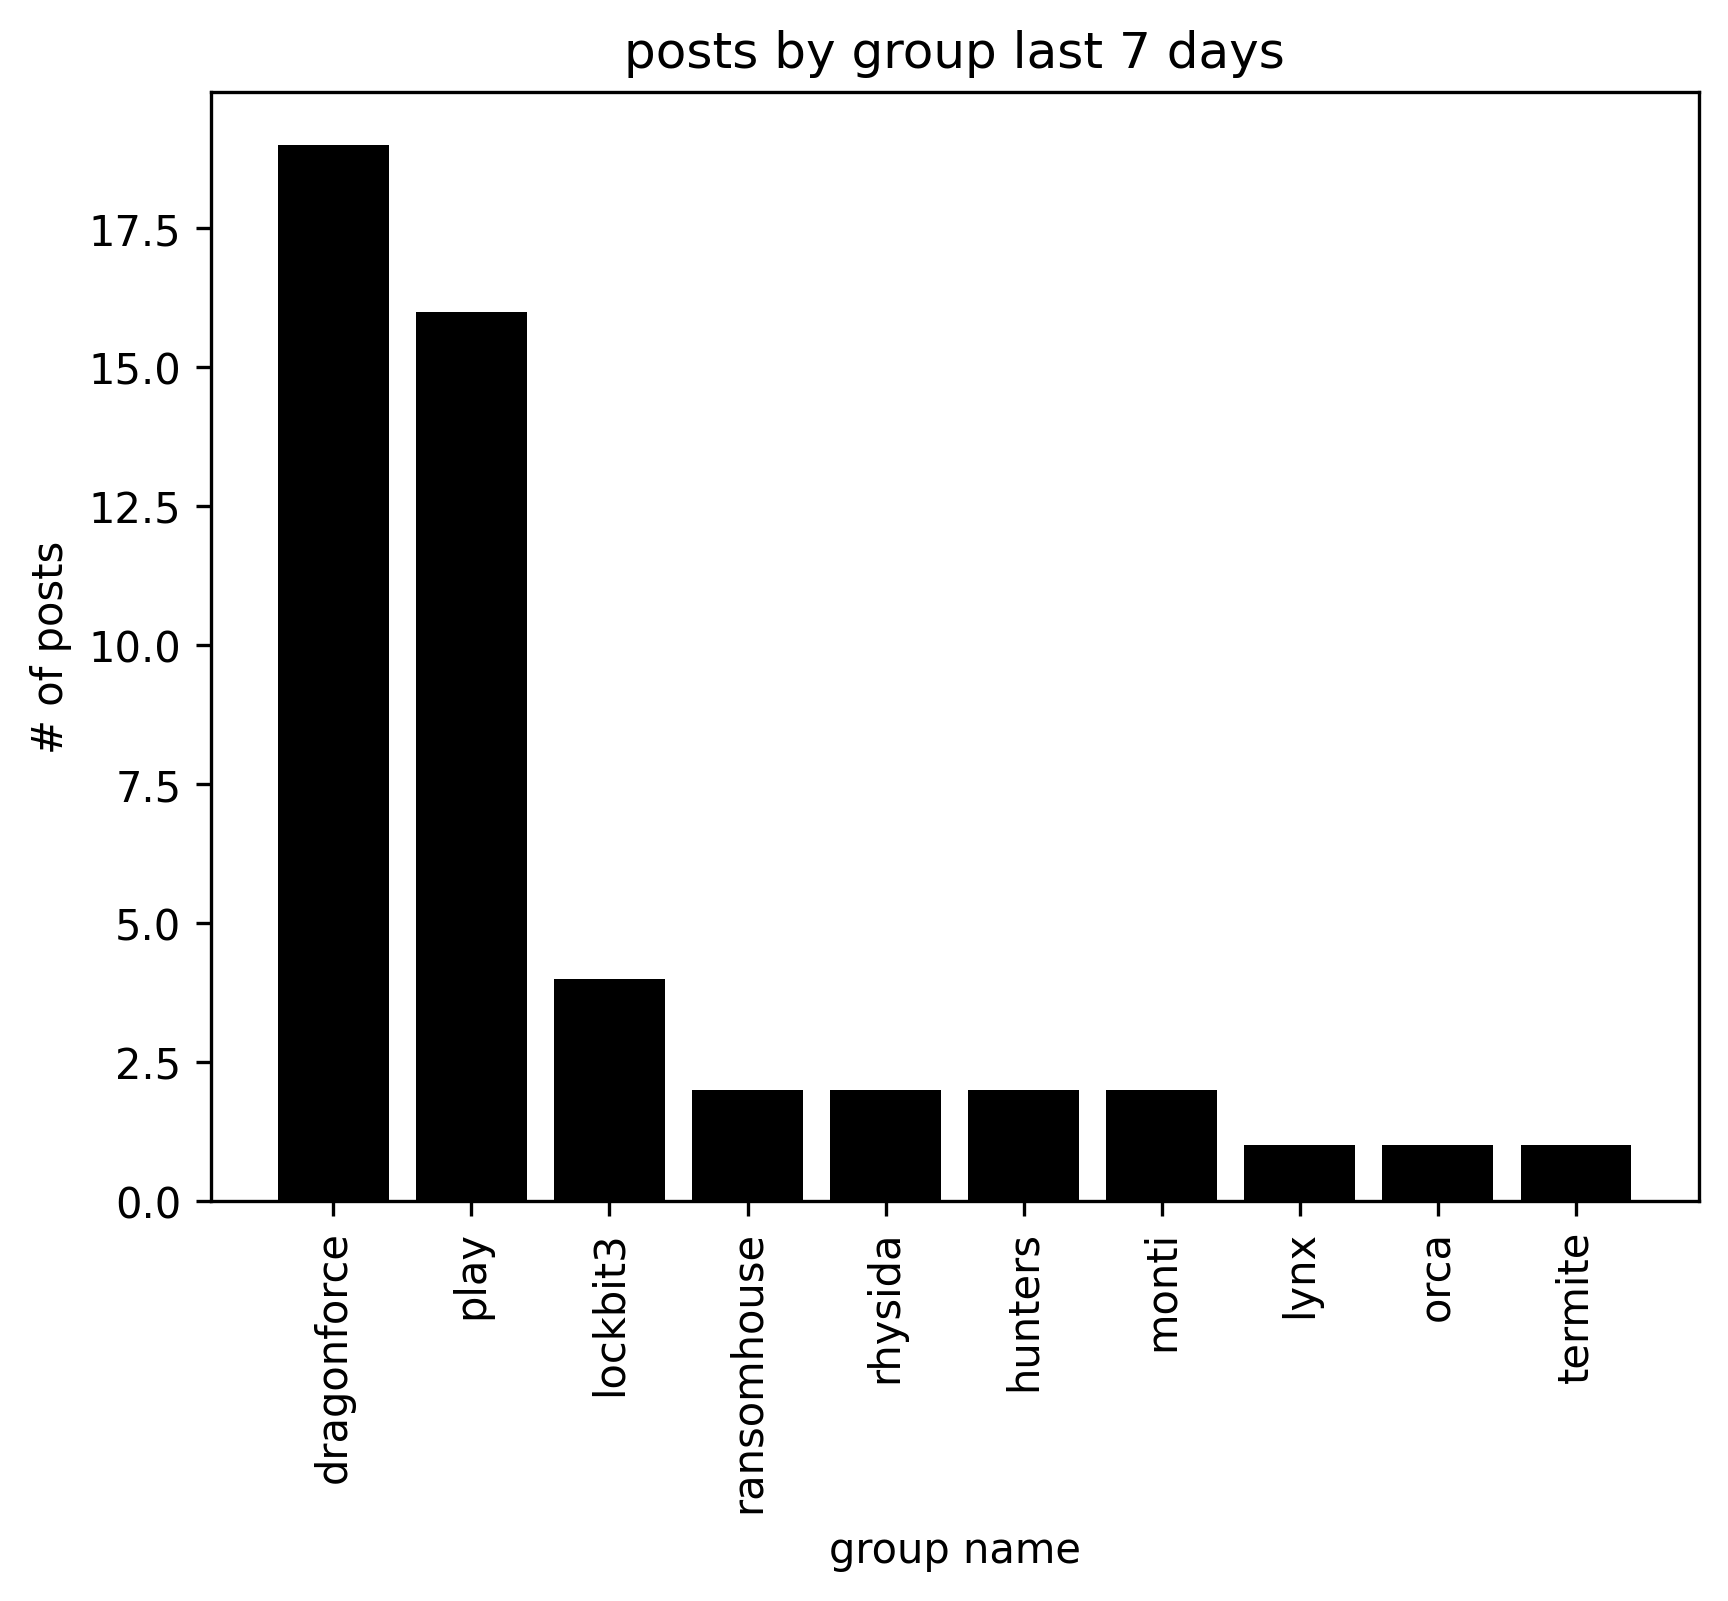 posts by group last 7 days
17.5
15.0
12.5
10.0
7.5
5.0
2.5
0.0
# of posts
dragonforce
play
lockbit3
ransomhouse
rhysida
hunters
monti
lynx
orca
termite
group name